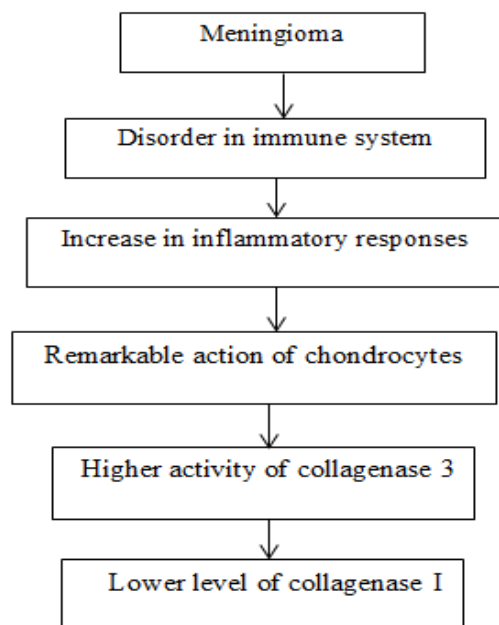 Meningioma
Disorder in immune system
Increase in inflammatory responses
Remarkable action of chondrocytes
Higher activity of collagenase 3
Lower level of collagenase I